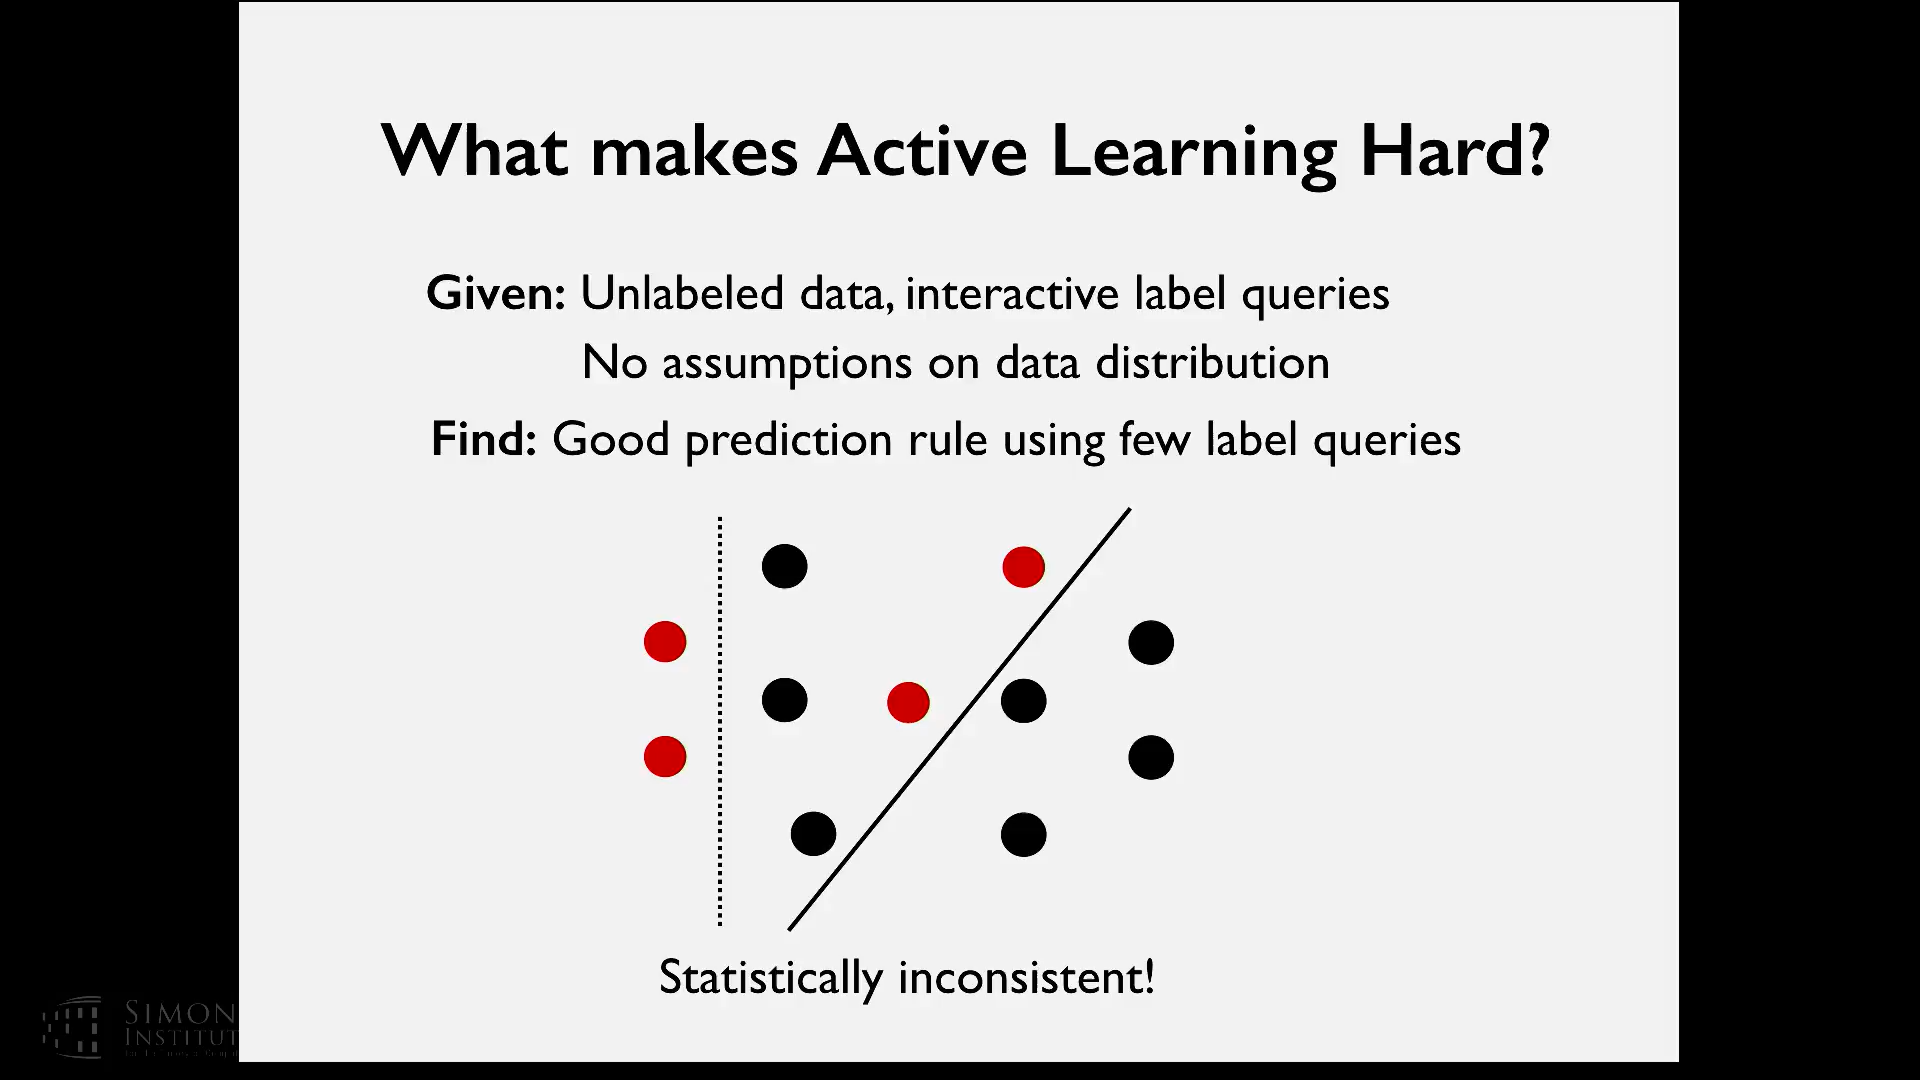 What makes Active Learning Hard?
Given: Unlabeled data, interactive label queries
No assumptions on data distribution
Find: Good prediction rule using few label queries
Statistically inconsistent!
SIMON
INSTITUT